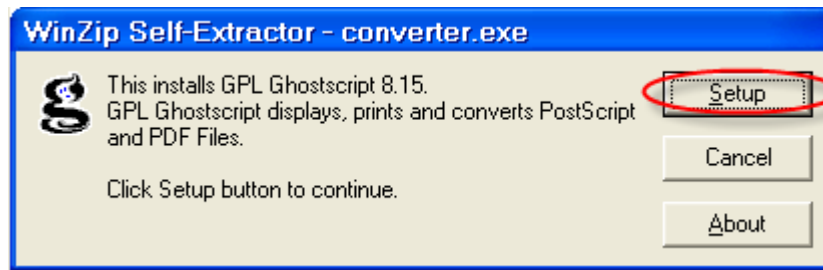 WinZip Self-Extractor - converter.exe
This installs GPL Ghostscript 8.15.
GPL Ghostscript displays, prints and converts PostScript
and PDF Files.
Click Setup button to continue.
Setup
Cancel
About